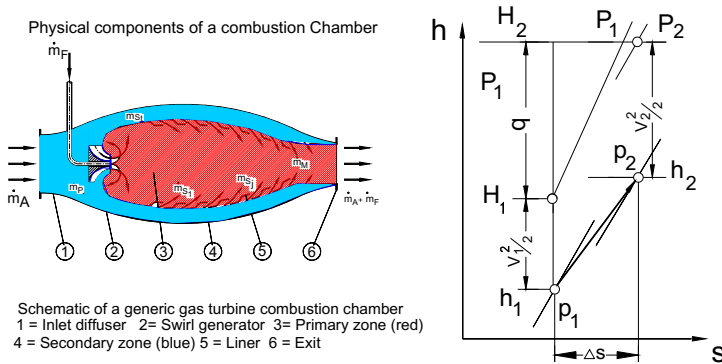 Physical components of a combustion Chamber
ṁF
ṁSi
ṁM
ṁP
ṁS1
ṁSj
ṁA
ṁA+ ṁF
1 2 3 4 5 6
Schematic of a generic gas turbine combustion chamber
1 = Inlet diffuser 2= Swirl generator 3= Primary zone (red)
4 = Secondary zone (blue) 5 = Liner 6 = Exit
h H2 P1 P2
P1
q
V2²/2
p2
h2
H1
V1²/2
h1 p1
Δs
s